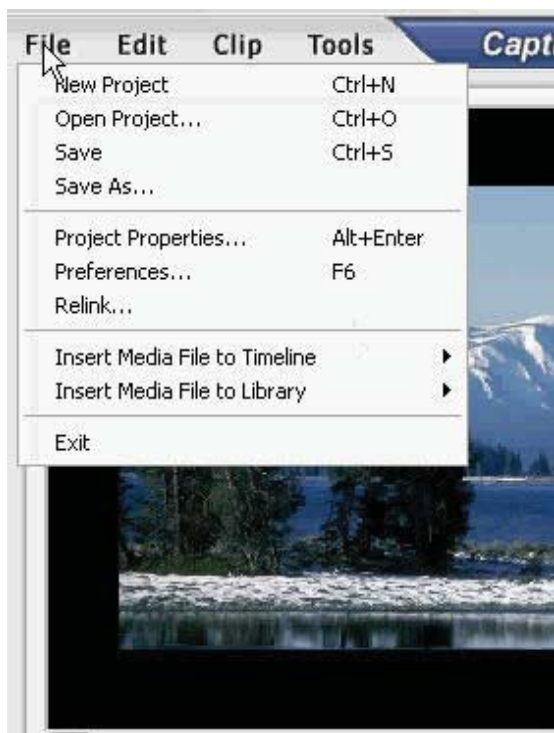 File Edit Clip Tools
New Project Ctrl+N
Open Project... Ctrl+O
Save Ctrl+S
Save As...
Project Properties... Alt+Enter
Preferences... F6
Relink...
Insert Media File to Timeline
Insert Media File to Library
Exit